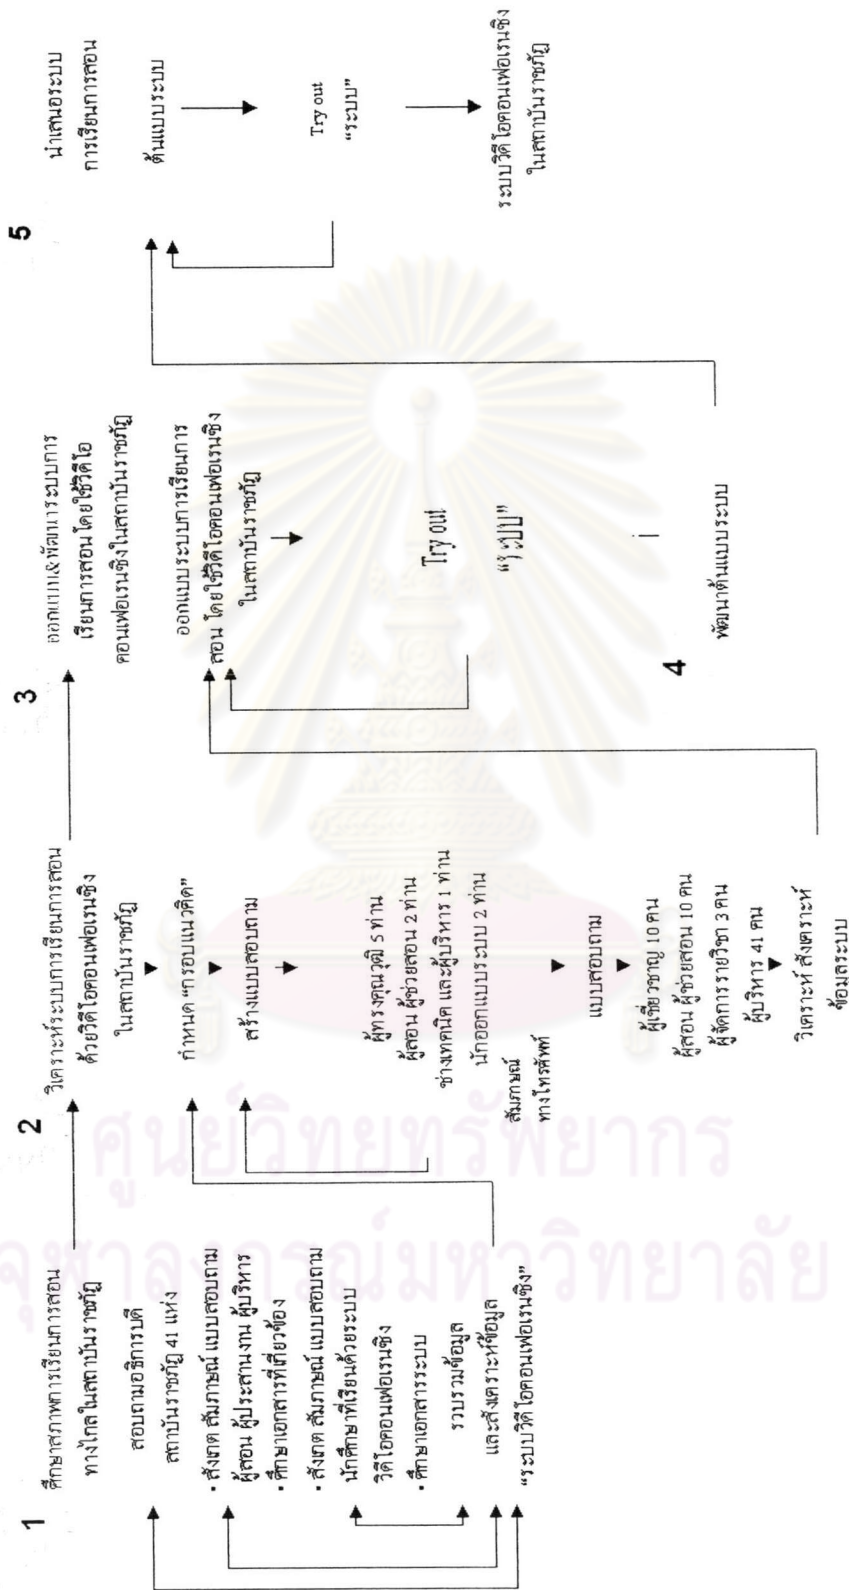 1
ศึกษาสภาพการเรียนการสอน
ทางไกลในสถาบันราชภัฏ
สอบถามอธิการบดี
สถาบันราชภัฏ 41 แห่ง
• สังเกต สัมภาษณ์ แบบสอบถาม
ผู้สอน ผู้ประสานงาน ผู้บริหาร
• ศึกษาเอกสารที่เกี่ยวข้อง
• สังเกต สัมภาษณ์ แบบสอบถาม
นักศึกษาที่เรียนด้วยระบบ
วิดีโอคอนเฟอเรนซิง
• ศึกษาเอกสารระบบ
รวบรวมข้อมูล
และสังเคราะห์ข้อมูล
“ระบบวิดีโอคอนเฟอเรนซิง”
2
วิเคราะห์ระบบการเรียนการสอน
ด้วยวิดีโอคอนเฟอเรนซิง
ในสถาบันราชภัฏ
กำหนด “กรอบแนวคิด”
สร้างแบบสอบถาม
ผู้ทรงคุณวุฒิ 5 ท่าน
ผู้สอน ผู้ช่วยสอน 2 ท่าน
ช่างเทคนิค และผู้บริหาร 1 ท่าน
นักออกแบบระบบ 2 ท่าน
สัมภาษณ์
ทางโทรศัพท์
แบบสอบถาม
ผู้เชี่ยวชาญ 10 คน
ผู้สอน ผู้ช่วยสอน 10 คน
ผู้จัดการรายวิชา 3 คน
ผู้บริหาร 41 คน
วิเคราะห์ สังเคราะห์
ข้อมูลระบบ
3
ออกแบบ&พัฒนาระบบการ
เรียนการสอนโดยใช้วิดีโอ
คอนเฟอเรนซิงในสถาบันราชภัฏ
ออกแบบระบบการเรียนการ
สอน โดยใช้วิดีโอคอนเฟอเรนซิง
ในสถาบันราชภัฏ
Try out
“ระบบ”
4
พัฒนาต้นแบบระบบ
5
นำเสนอระบบ
การเรียนการสอน
ต้นแบบระบบ
Try out
“ระบบ”
ระบบวิดีโอคอนเฟอเรนซิง
ในสถาบันราชภัฏ
ศูนย์วิทยทรัพยากร
จุฬาลงกรณ์มหาวิทยาลัย